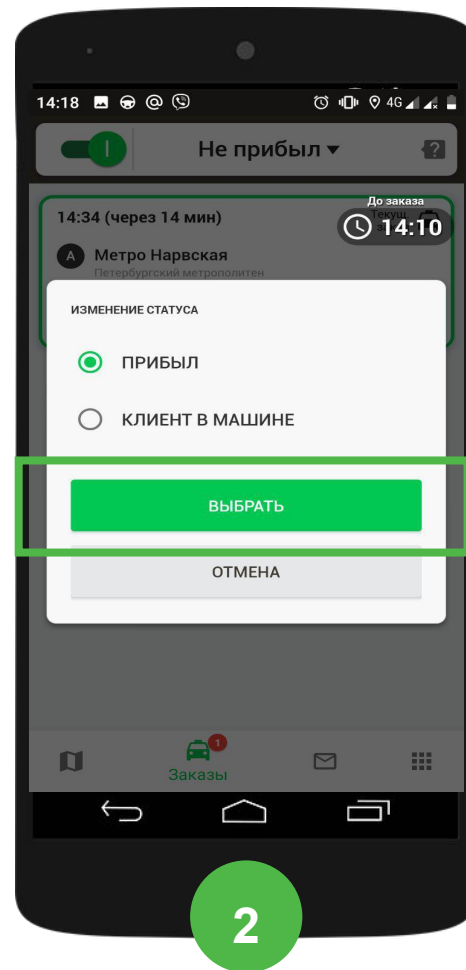 14:18 @ 4G
Не прибыл ▾ ?
До заказа
14:34 (через 14 мин) Текущ. 14:10
А Метро Нарвская
Петербургский метрополитен
ИЗМЕНЕНИЕ СТАТУСА
ПРИБЫЛ
КЛИЕНТ В МАШИНЕ
ВЫБРАТЬ
ОТМЕНА
1
Заказы
2